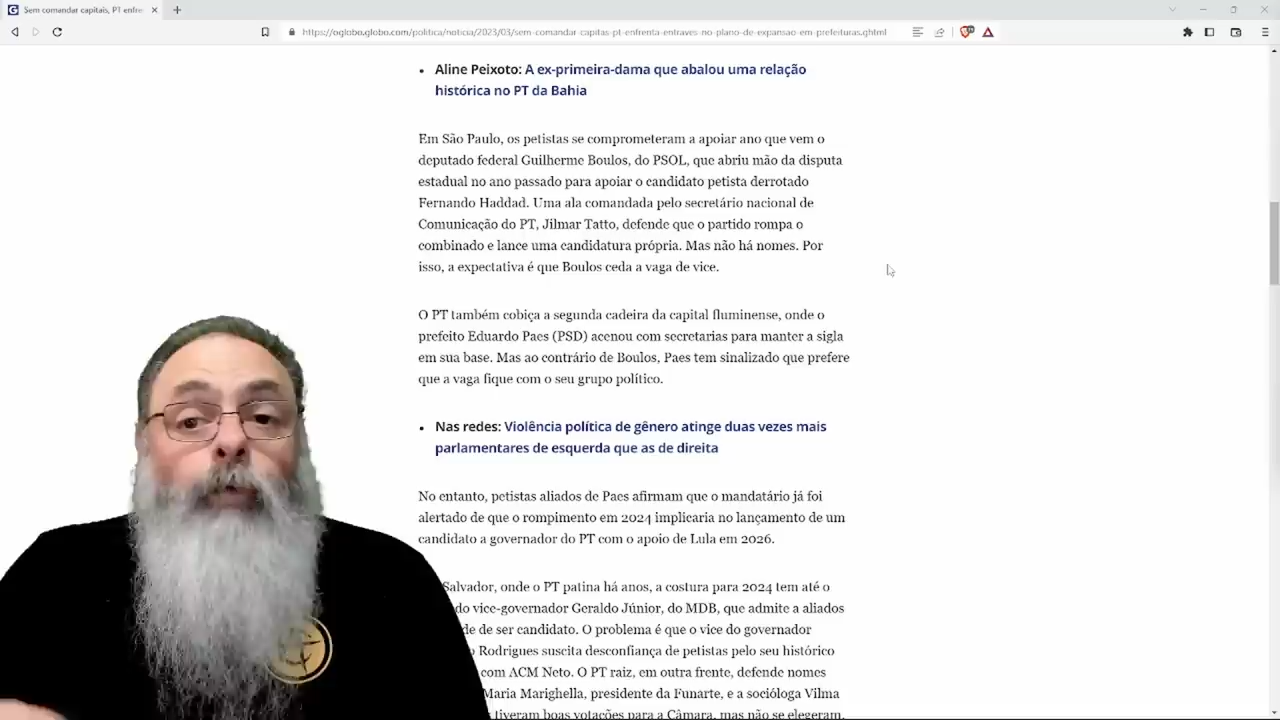 Sem comandar capitais, PT enfre
https://oglobo.globo.com/politica/noticia/2023/03/sem-comandar-capitas-pt-enfrenta-entraves-no-plano-de-expansao-em-prefeituras.ghtml
• Aline Peixoto: A ex-primeira-dama que abalou uma relação
histórica no PT da Bahia
Em São Paulo, os petistas se comprometeram a apoiar ano que vem o
deputado federal Guilherme Boulos, do PSOL, que abriu mão da disputa
estadual no ano passado para apoiar o candidato petista derrotado
Fernando Haddad. Uma ala comandada pelo secretário nacional de
Comunicação do PT, Jilmar Tatto, defende que o partido rompa o
combinado e lance uma candidatura própria. Mas não há nomes. Por
isso, a expectativa é que Boulos ceda a vaga de vice.
O PT também cobiça a segunda cadeira da capital fluminense, onde o
prefeito Eduardo Paes (PSD) acenou com secretarias para manter a sigla
em sua base. Mas ao contrário de Boulos, Paes tem sinalizado que prefere
que a vaga fique com o seu grupo político.
• Nas redes: Violência política de gênero atinge duas vezes mais
parlamentares de esquerda que as de direita
No entanto, petistas aliados de Paes afirmam que o mandatário já foi
alertado de que o rompimento em 2024 implicaria no lançamento de um
candidato a governador do PT com o apoio de Lula em 2026.
Salvador, onde o PT patina há anos, a costura para 2024 tem até o
do vice-governador Geraldo Júnior, do MDB, que admite a aliados
de de ser candidato. O problema é que o vice do governador
Rodrigues suscita desconfiança de petistas pelo seu histórico
com ACM Neto. O PT raiz, em outra frente, defende nomes
Maria Marighella, presidente da Funarte, e a socióloga Vilma
tiveram boas votações para a Câmara, mas não se elegeram.